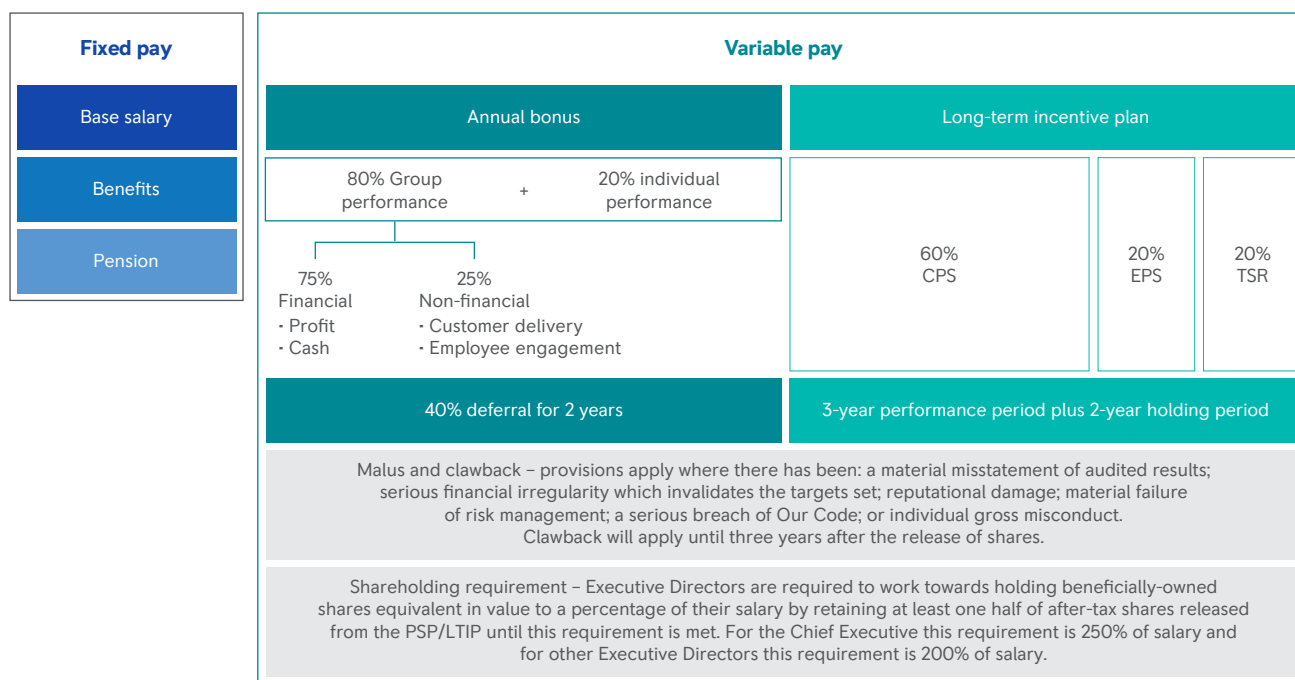 Fixed pay
Base salary
Benefits
Pension
Variable pay
Annual bonus
80% Group
performance
+
20% individual
performance
75%
Financial
· Profit
· Cash
25%
Non-financial
· Customer delivery
· Employee engagement
40% deferral for 2 years
Long-term incentive plan
60%
CPS
20%
EPS
20%
TSR
3-year performance period plus 2-year holding period
Malus and clawback – provisions apply where there has been: a material misstatement of audited results;
serious financial irregularity which invalidates the targets set; reputational damage; material failure
of risk management; a serious breach of Our Code; or individual gross misconduct.
Clawback will apply until three years after the release of shares.
Shareholding requirement – Executive Directors are required to work towards holding beneficially-owned
shares equivalent in value to a percentage of their salary by retaining at least one half of after-tax shares released
from the PSP/LTIP until this requirement is met. For the Chief Executive this requirement is 250% of salary and
for other Executive Directors this requirement is 200% of salary.